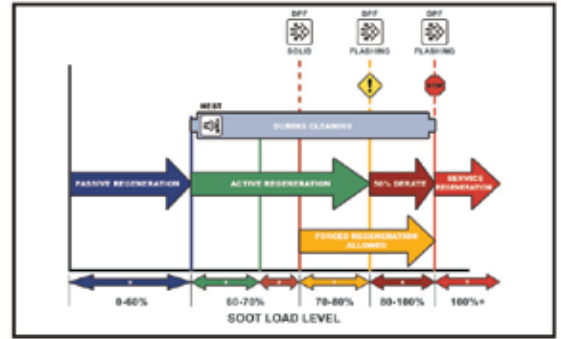 DPF DPF DPF
SOLID FLASHING FLASHING
STOP
HEST
DURING CLEANING
PASSIVE REGENERATION
ACTIVE REGENERATION
50% DERATE
SERVICE
REGENERATION
FORCED REGENERATION
ALLOWED
0-60% 60-70% 70-80% 80-100% 100%+
SOOT LOAD LEVEL